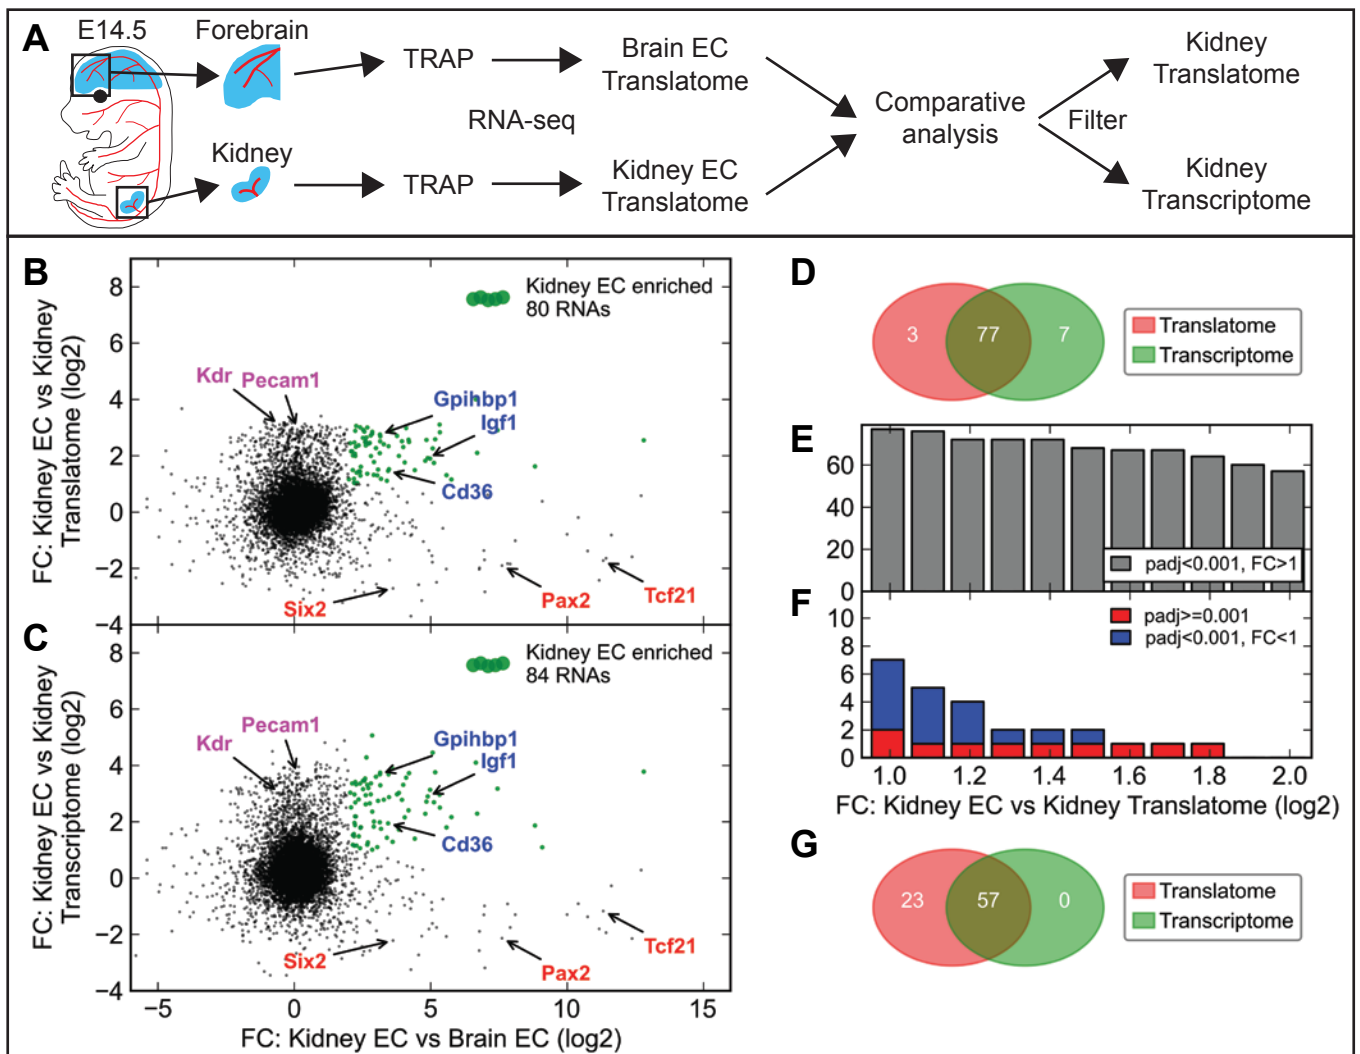 A
E14.5
Forebrain
Kidney
TRAP
TRAP
RNA-seq
Brain EC
Translatome
Kidney EC
Translatome
Comparative
analysis
Filter
Kidney
Translatome
Kidney
Transcriptome
B
FC: Kidney EC vs Kidney
Translatome (log2)
8
6
4
2
0
−2
−4
Kidney EC enriched
80 RNAs
Kdr
Pecam1
Gpihbp1
Igf1
Cd36
Six2
Pax2
Tcf21
C
FC: Kidney EC vs Kidney
Transcriptome (log2)
8
6
4
2
0
−2
−4
Kidney EC enriched
84 RNAs
Pecam1
Kdr
Gpihbp1
Igf1
Cd36
Six2
Pax2
Tcf21
−5
0
5
10
15
FC: Kidney EC vs Brain EC (log2)
D
3
77
7
Translatome
Transcriptome
E
60
40
20
0
padj<0.001, FC>1
F
10
8
6
4
2
0
padj>=0.001
padj<0.001, FC<1
1.0
1.2
1.4
1.6
1.8
2.0
FC: Kidney EC vs Kidney Translatome (log2)
G
23
57
0
Translatome
Transcriptome